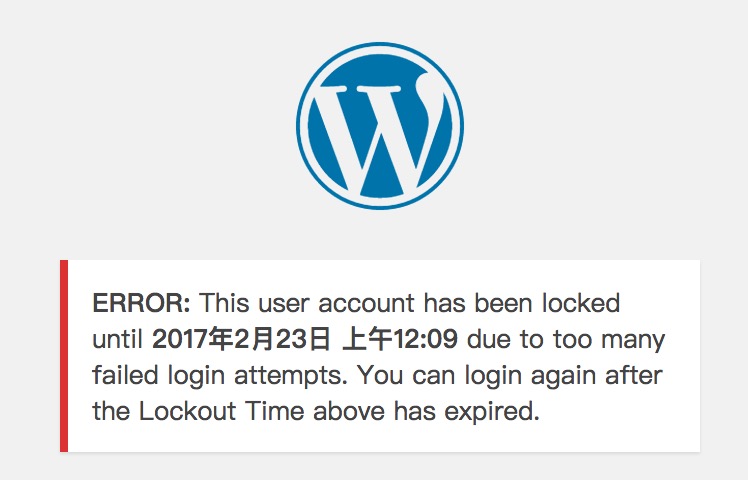 ERROR: This user account has been locked
until 2017年2月23日 上午12:09 due to too many
failed login attempts. You can login again after
the Lockout Time above has expired.